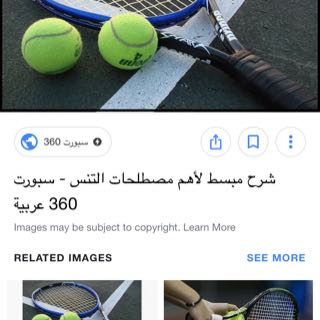 سبورت 360
شرح مبسط لأهم مصطلحات التنس - سبورت
360 عربية
Images may be subject to copyright. Learn More
RELATED IMAGES
SEE MORE